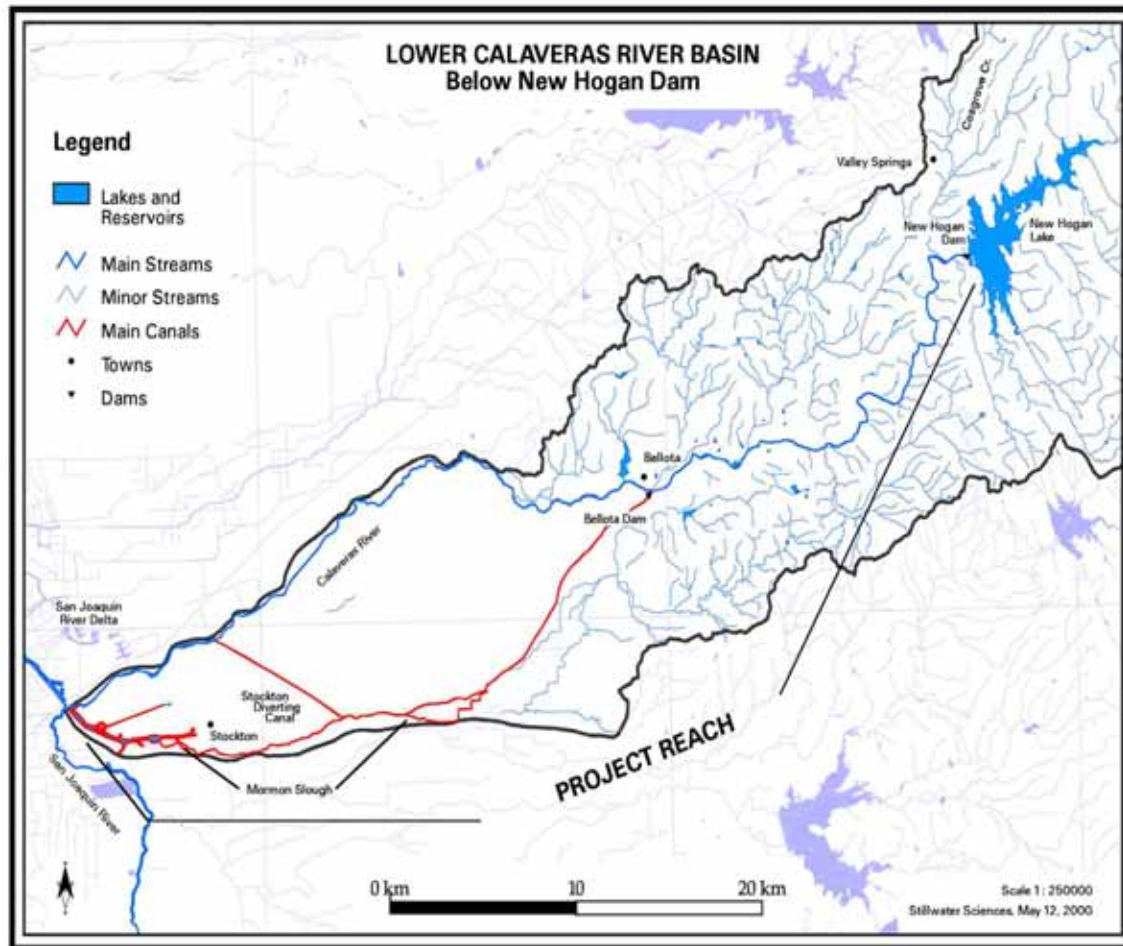 LOWER CALAVERAS RIVER BASIN
Below New Hogan Dam
Legend
Lakes and
Reservoirs
Main Streams
Minor Streams
Main Canals
Towns
Dams
Cosgrove Cr.
Valley Springs
New Hogan
Dam
New Hogan
Lake
Bellota
Bellota Dam
Calaveras River
San Joaquin
River Delta
Stockton
Diverting
Canal
Stockton
Mormon Slough
San Joaquin River
PROJECT REACH
0 km
10
20 km
Scale 1 : 250000
Stillwater Sciences, May 12, 2000